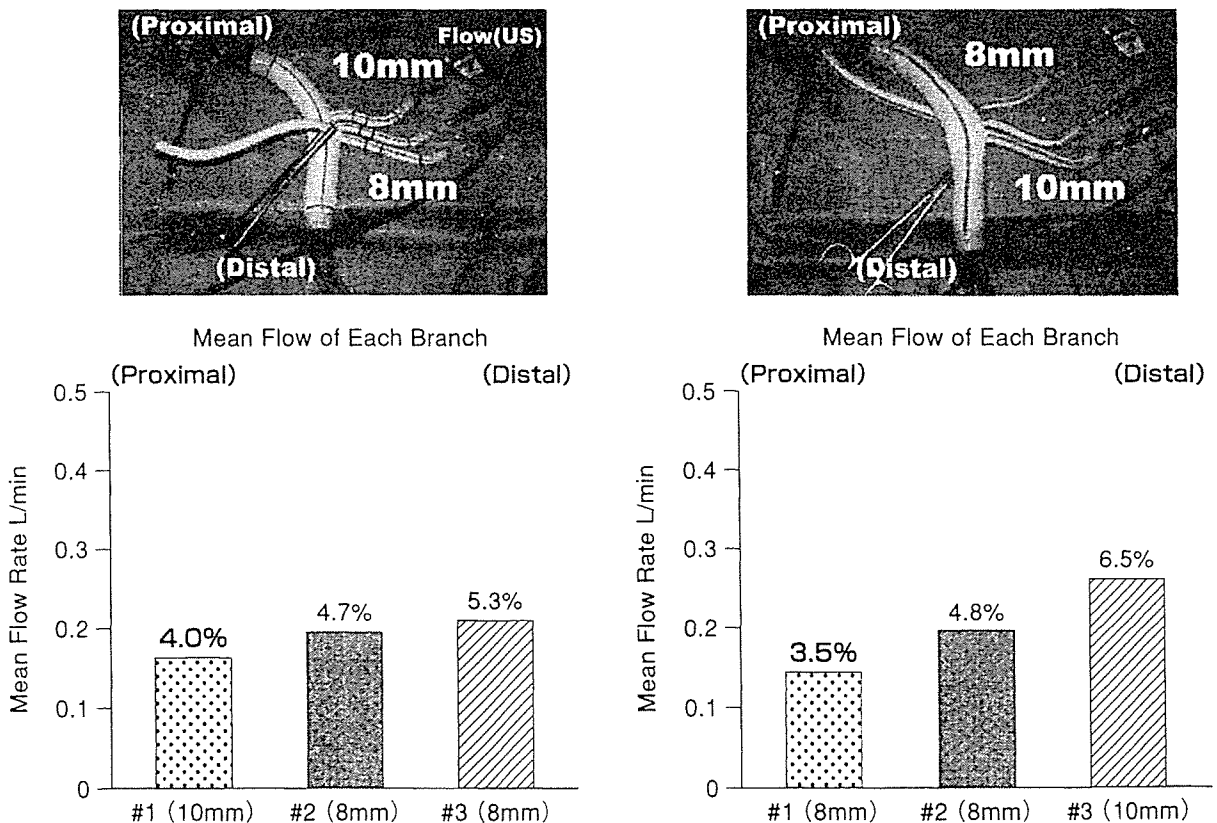 (Proximal)
Flow(US)
10mm
8mm
(Distal)
(Proximal)
8mm
10mm
(Distal)
Mean Flow of Each Branch
(Proximal)
(Distal)
0.5
0.4
0.3
0.2
0.1
0
Mean Flow Rate L/min
4.0%
4.7%
5.3%
#1 (10mm)
#2 (8mm)
#3 (8mm)
Mean Flow of Each Branch
(Proximal)
(Distal)
0.5
0.4
0.3
0.2
0.1
0
Mean Flow Rate L/min
3.5%
4.8%
6.5%
#1 (8mm)
#2 (8mm)
#3 (10mm)